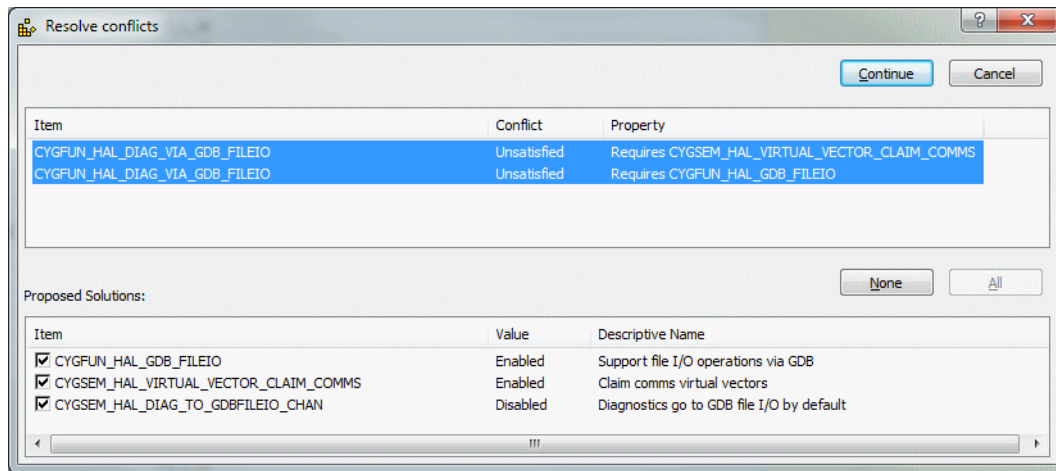 Resolve conflicts
Continue Cancel
Item Conflict Property
CYGFUN_HAL_DIAG_VIA_GDB_FILEIO Unsatisfied Requires CYGSEM_HAL_VIRTUAL_VECTOR_CLAIM_COMMS
CYGFUN_HAL_DIAG_VIA_GDB_FILEIO Unsatisfied Requires CYGFUN_HAL_GDB_FILEIO
None All
Proposed Solutions:
Item Value Descriptive Name
CYGFUN_HAL_GDB_FILEIO Enabled Support file I/O operations via GDB
CYGSEM_HAL_VIRTUAL_VECTOR_CLAIM_COMMS Enabled Claim comms virtual vectors
CYGSEM_HAL_DIAG_TO_GDBFILEIO_CHAN Disabled Diagnostics go to GDB file I/O by default